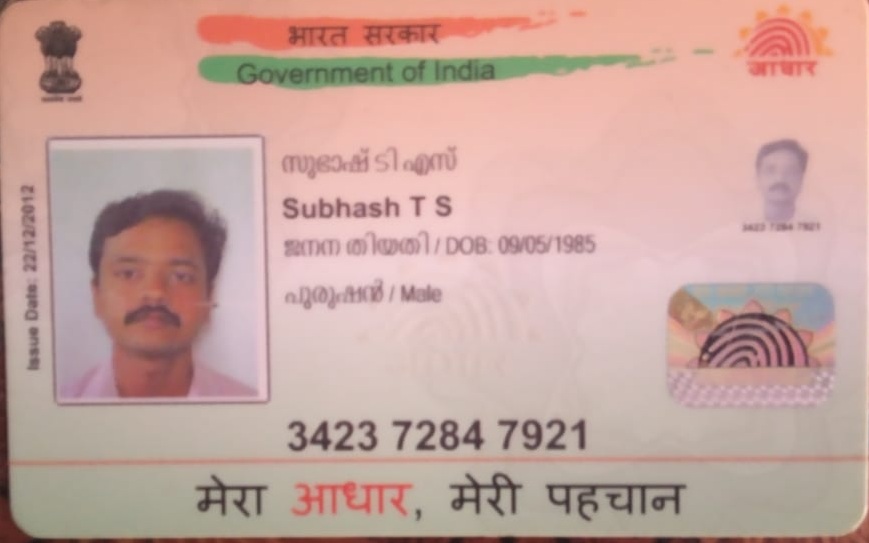 भारत सरकार
Government of India
आधार
Issue Date: 22/12/2012
സുഭാഷ് ടി എസ്
Subhash T S
ജനന തിയതി / DOB: 09/05/1985
പുരുഷൻ / Male
3423 7284 7921
3423 7284 7921
मेरा आधार, मेरी पहचान